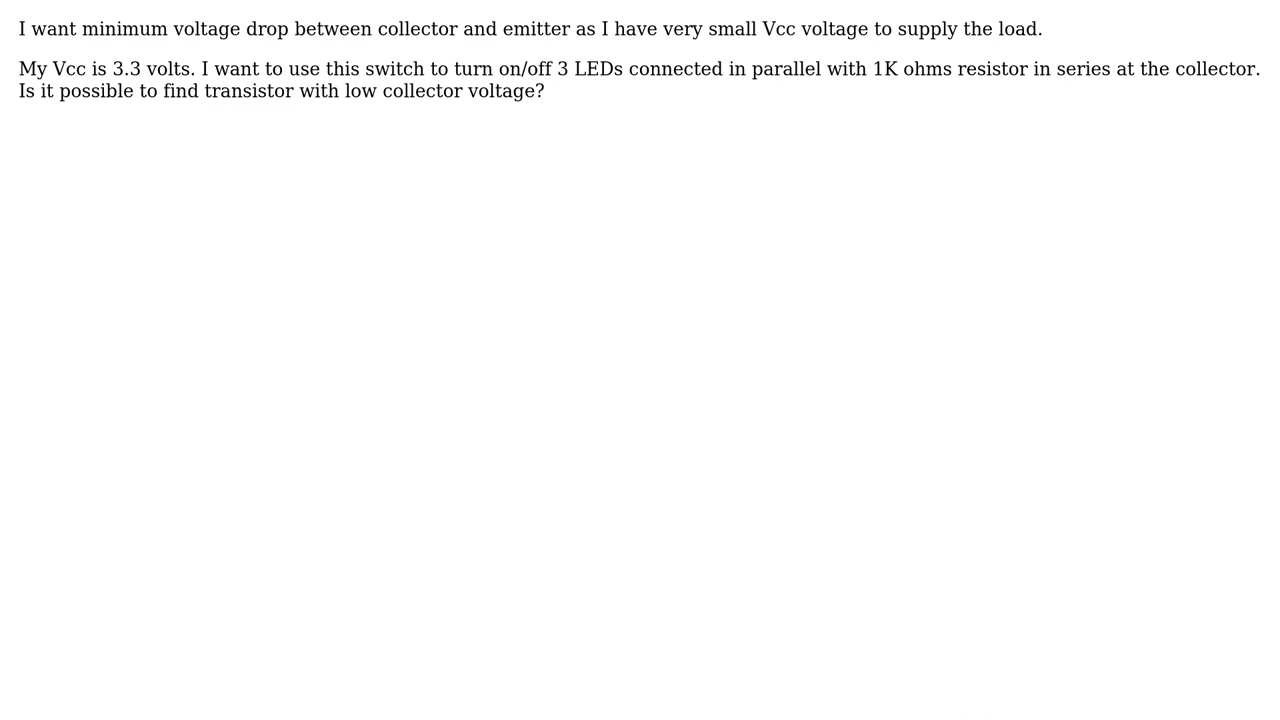 I want minimum voltage drop between collector and emitter as I have very small Vcc voltage to supply the load.
My Vcc is 3.3 volts. I want to use this switch to turn on/off 3 LEDs connected in parallel with 1K ohms resistor in series at the collector.
Is it possible to find transistor with low collector voltage?